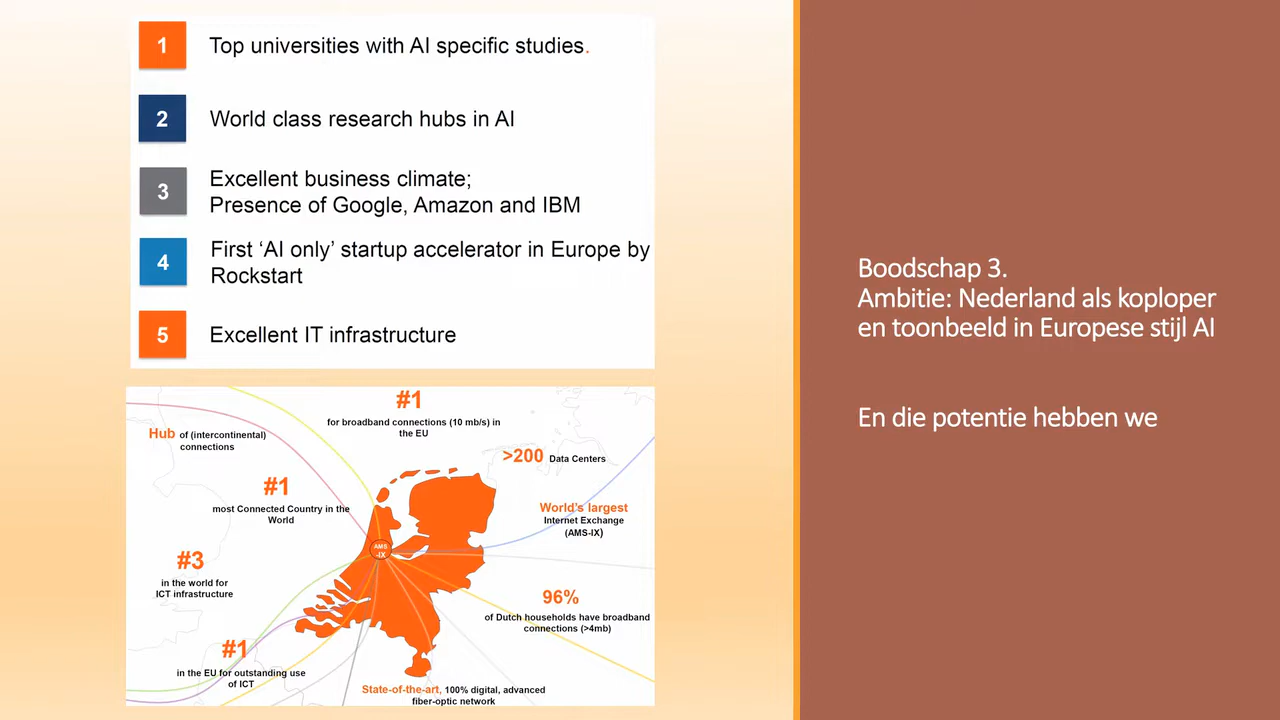 1 Top universities with AI specific studies.
2 World class research hubs in AI
3 Excellent business climate;
Presence of Google, Amazon and IBM
4 First ‘AI only’ startup accelerator in Europe by
Rockstart
5 Excellent IT infrastructure
#1
for broadband connections (10 mb/s) in
the EU
Hub of (intercontinental)
connections
>200 Data Centers
#1
most Connected Country in the
World
World's largest
Internet Exchange
(AMS-IX)
AMS
-IX
#3
in the world for
ICT infrastructure
96%
of Dutch households have broadband
connections (>4mb)
#1
in the EU for outstanding use
of ICT
State-of-the-art, 100% digital, advanced
fiber-optic network
Boodschap 3.
Ambitie: Nederland als koploper
en toonbeeld in Europese stijl AI
En die potentie hebben we